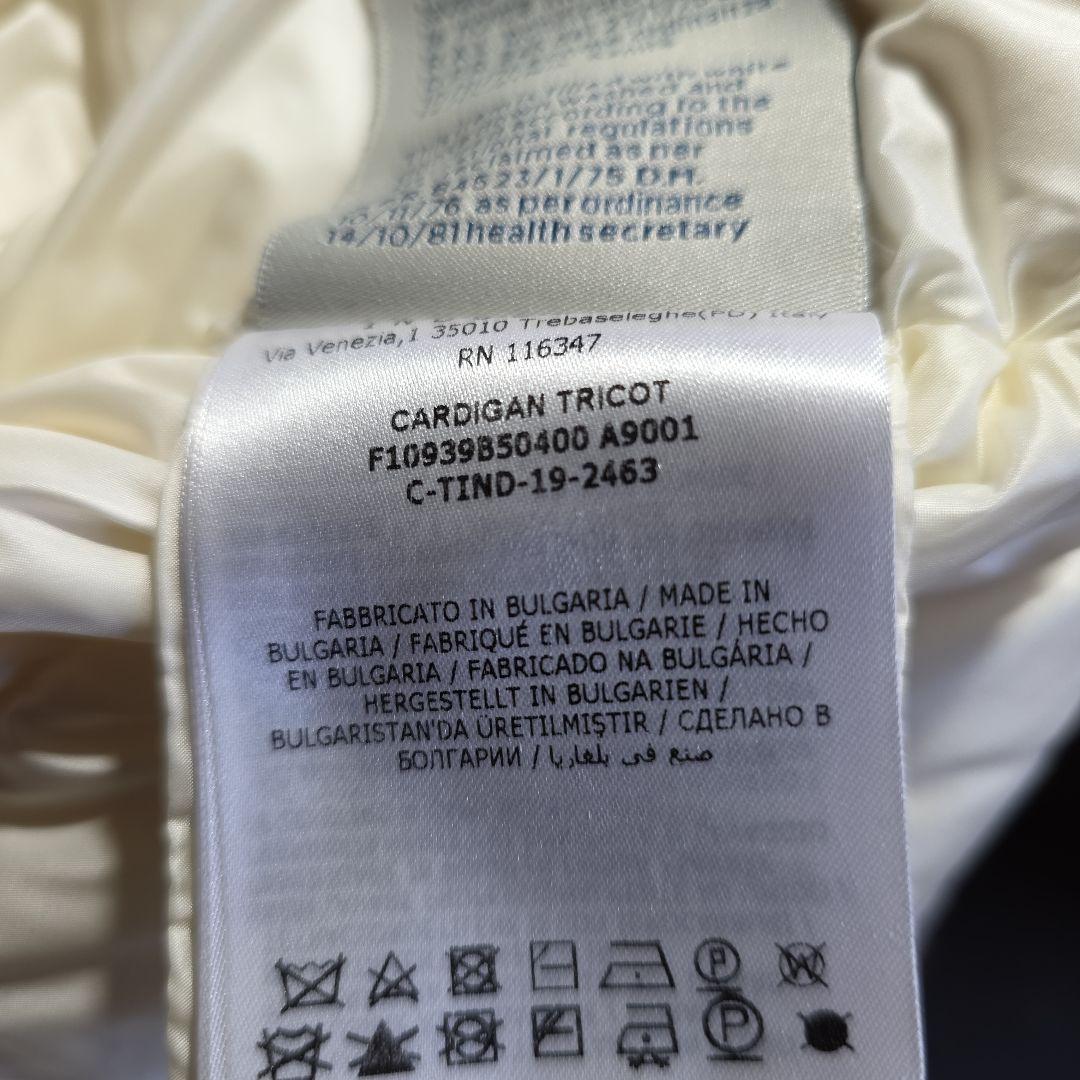 washed and
according to the
regulations
claimed as per
23/1/75 D.M.
10/11/76 as per ordinance
14/10/81 health secretary
Via Venezia,1 35010 Trebaseleghe(PD) Italy
RN 116347
CARDIGAN TRICOT
F10939B50400 A9001
C-TIND-19-2463
FABBRICATO IN BULGARIA / MADE IN
BULGARIA / FABRIQUÉ EN BULGARIE / HECHO
EN BULGARIA / FABRICADO NA BULGÁRIA /
HERGESTELLT IN BULGARIEN /
BULGARISTAN'DA ÜRETILMIŞTIR / СДЕЛАНО В
БОЛГАРИИ / صنع في بلغاريا
P W
P